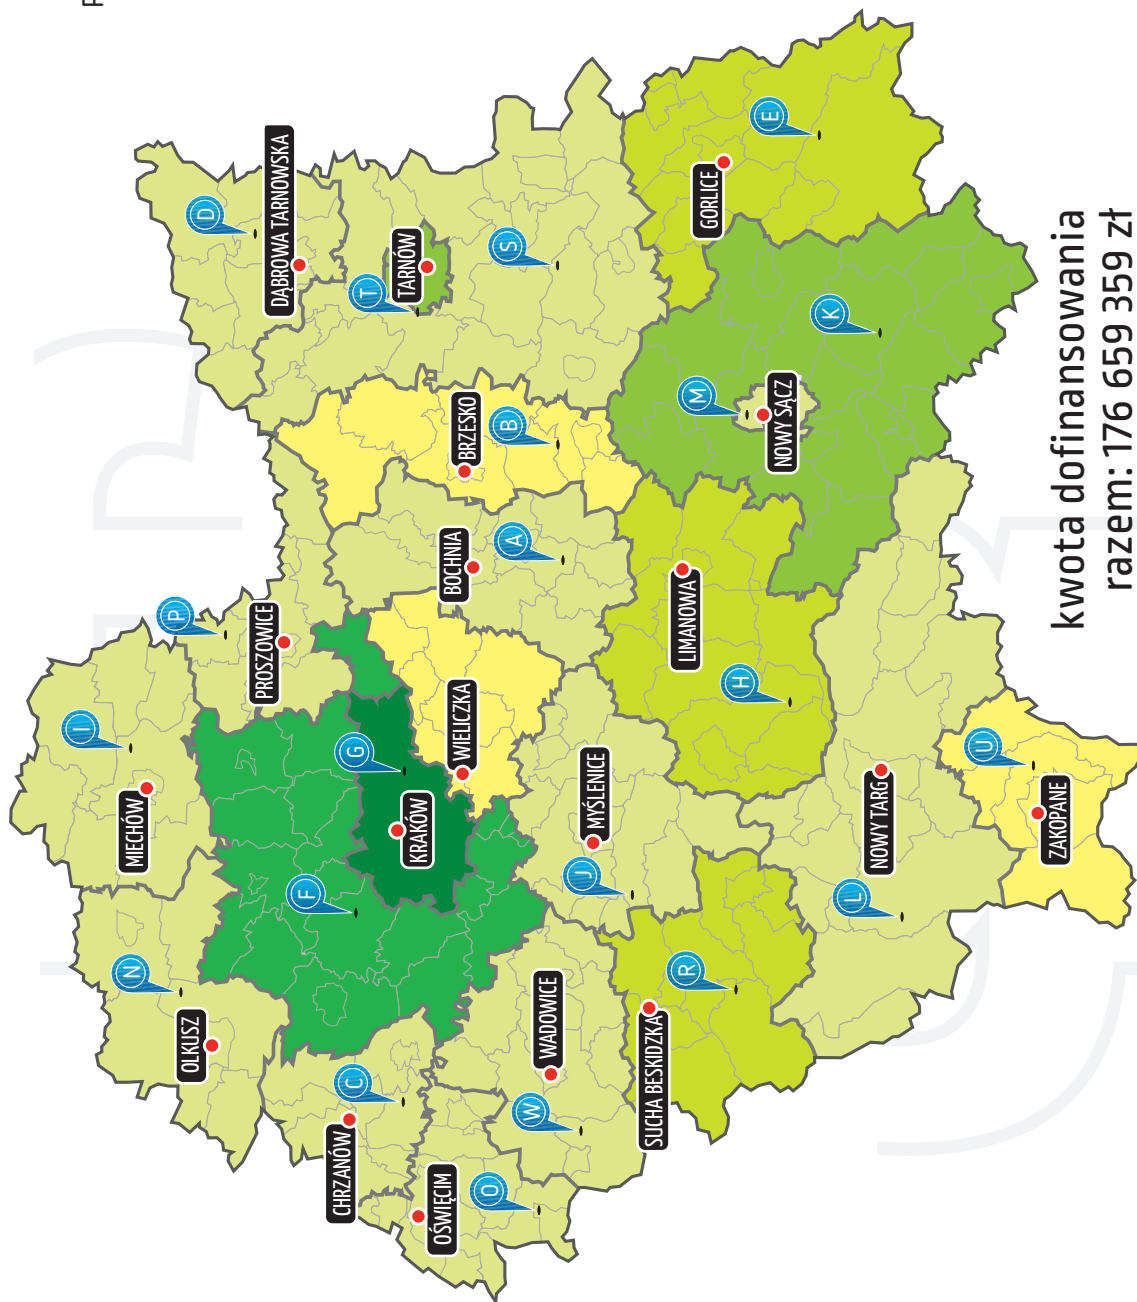 I
N
MIECHÓW
P
OLKUSZ
D
PROSZOWICE
DĄBROWA TARNOWSKA
F
CHRZANÓW
C
G
T
TARNÓW
KRAKÓW
OŚWIĘCIM
BOCHNIA
WIELICZKA
BRZESKO
O
S
B
A
W
WADOWICE
J
MYŚLENICE
SUCHA BESKIDZKA
R
LIMANOWA
M
GORLICE
H
E
NOWY SĄCZ
K
L
NOWY TARG
U
ZAKOPANE
kwota dofinansowania
razem: 176 659 359 zł